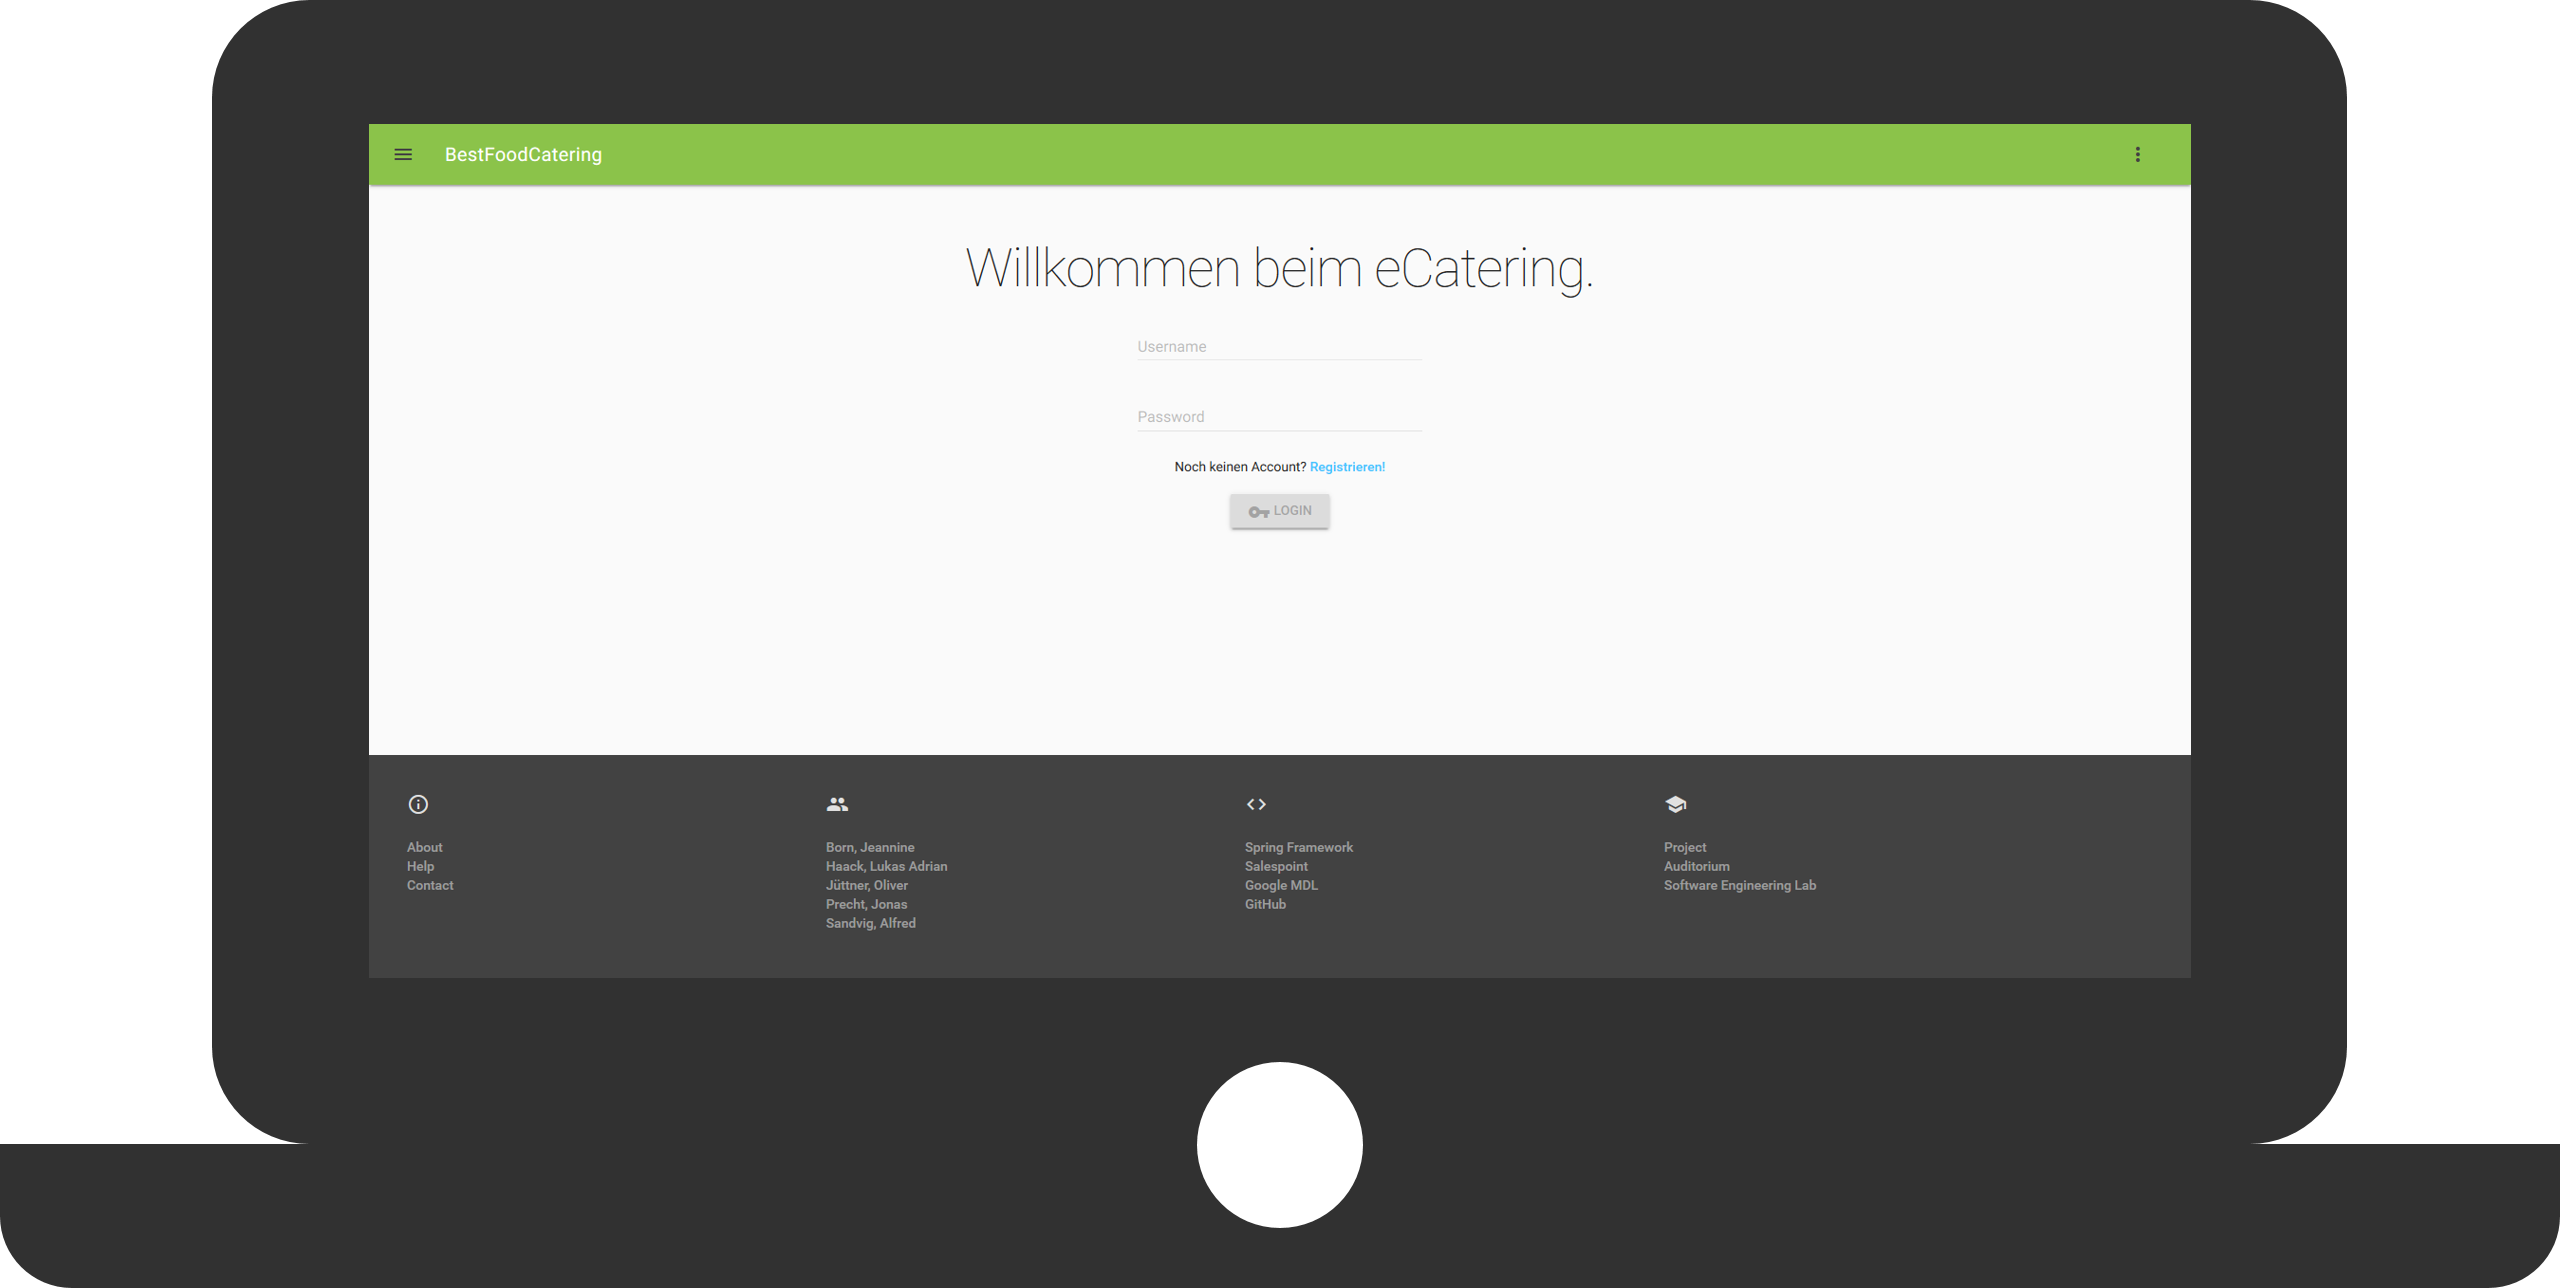 BestFoodCatering
Willkommen beim eCatering.
Username
Password
Noch keinen Account? Registrieren!
LOGIN
About
Help
Contact
Born, Jeannine
Haack, Lukas Adrian
Jüttner, Oliver
Precht, Jonas
Sandvig, Alfred
Spring Framework
Salespoint
Google MDL
GitHub
Project
Auditorium
Software Engineering Lab